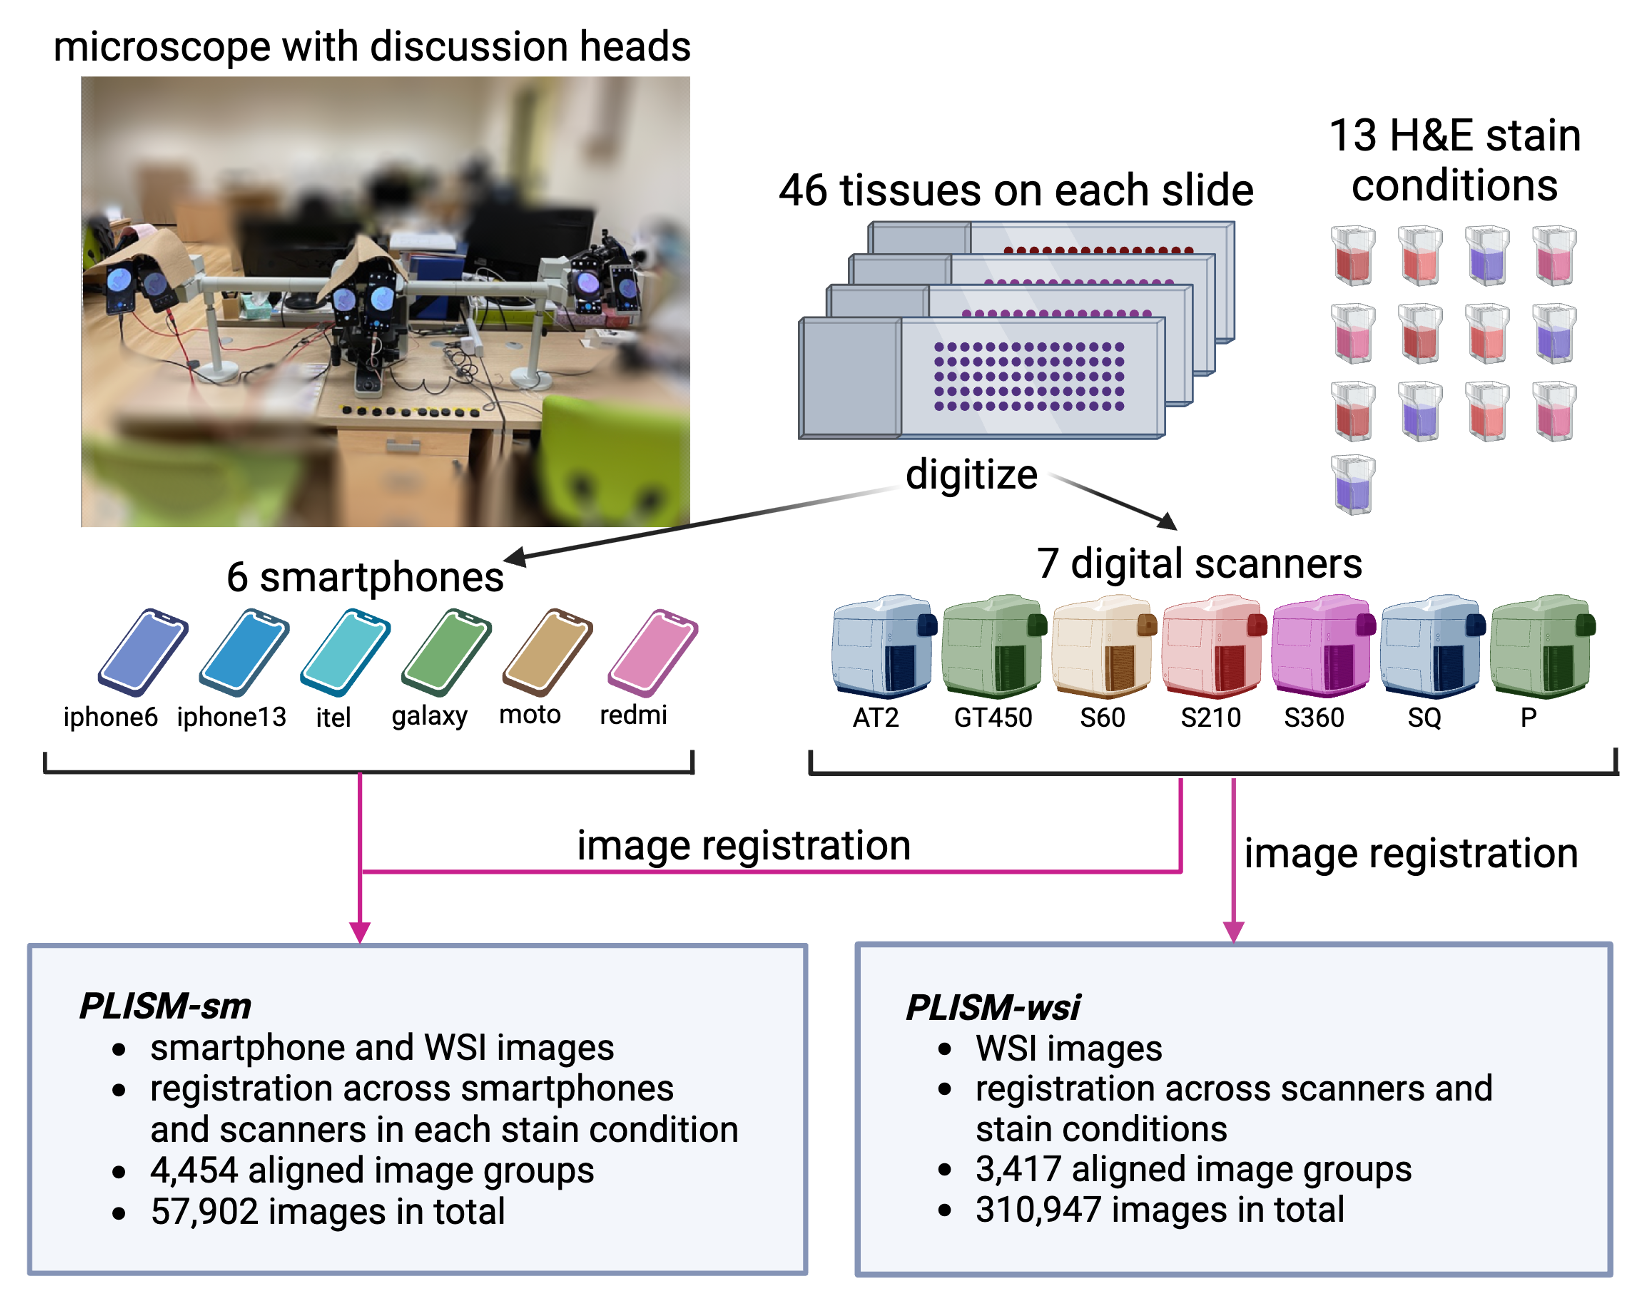 microscope with discussion heads
46 tissues on each slide
13 H&E stain
conditions
digitize
6 smartphones
7 digital scanners
iphone6 iphone13 itel galaxy moto redmi
AT2 GT450 S60 S210 S360 SQ P
image registration
image registration
PLISM-sm
• smartphone and WSI images
• registration across smartphones
and scanners in each stain condition
• 4,454 aligned image groups
• 57,902 images in total
PLISM-wsi
• WSI images
• registration across scanners and
stain conditions
• 3,417 aligned image groups
• 310,947 images in total